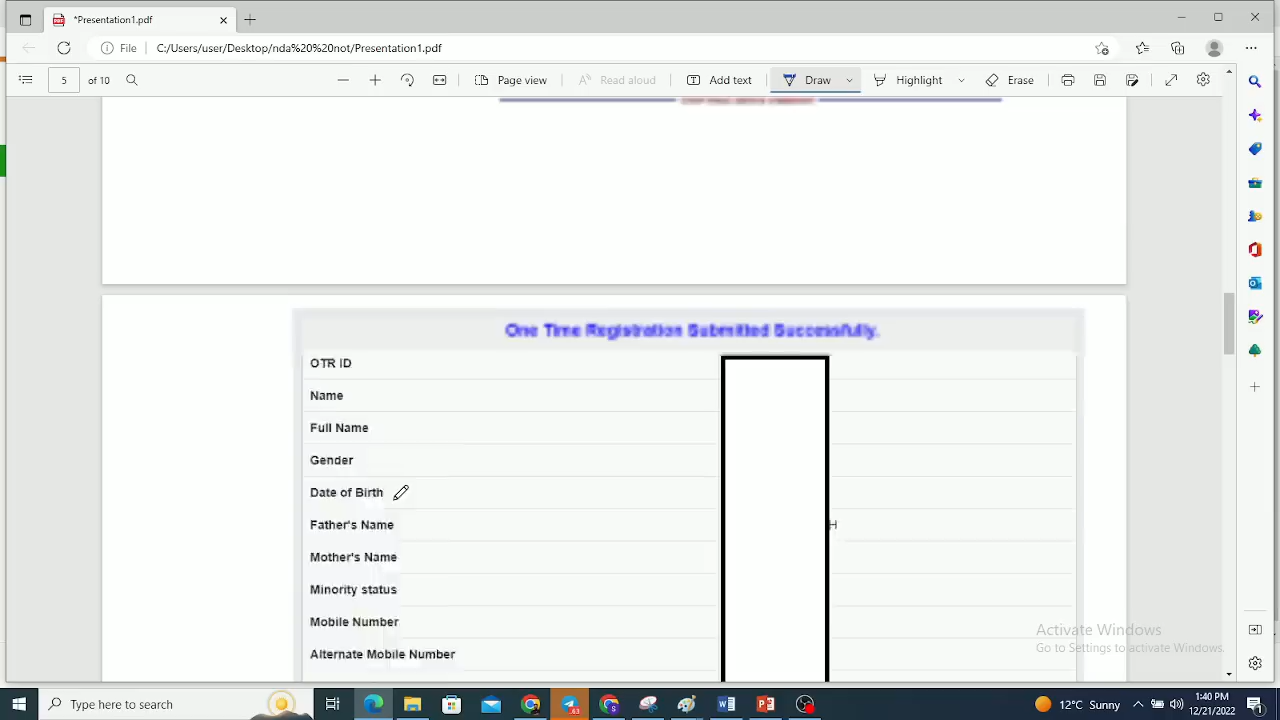 *Presentation1.pdf
File C:/Users/user/Desktop/nda%20%20not/Presentation1.pdf
5 of 10 Page view Read aloud Add text Draw Highlight Erase
One Time Registration Submitted Successfully.
OTR ID
Name
Full Name
Gender
Date of Birth
Father's Name
H
Mother's Name
Minority status
Mobile Number
Alternate Mobile Number
Activate Windows
Go to Settings to activate Windows.
Type here to search
83
12°C Sunny
1:40 PM
12/21/2022
1